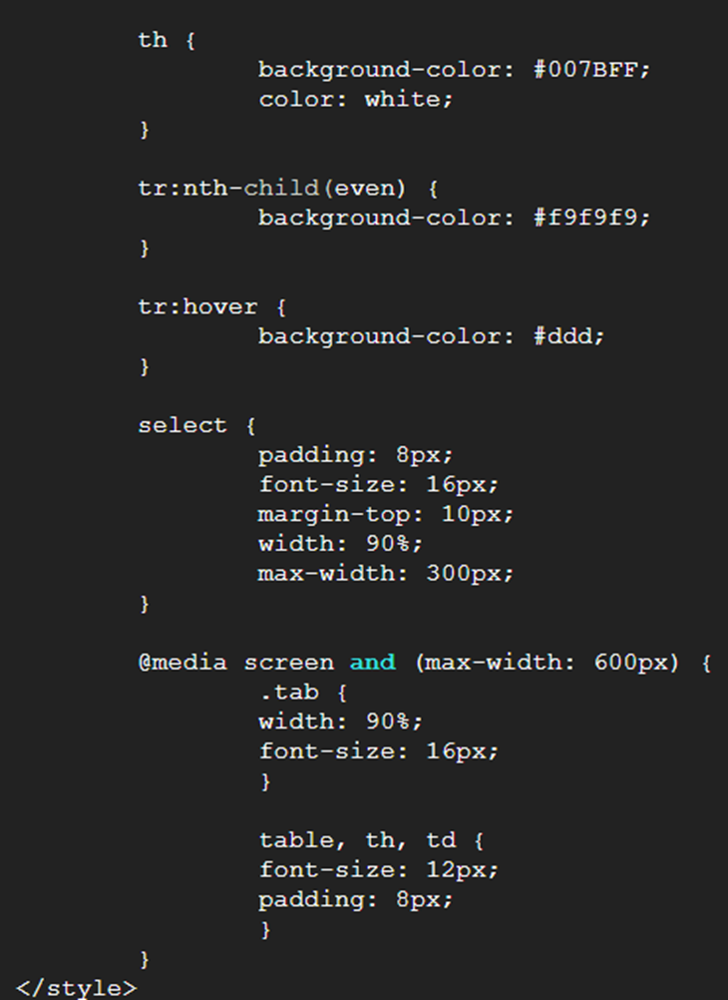 th {
background-color: #007BFF;
color: white;
}
tr:nth-child(even) {
background-color: #f9f9f9;
}
tr:hover {
background-color: #ddd;
}
select {
padding: 8px;
font-size: 16px;
margin-top: 10px;
width: 90%;
max-width: 300px;
}
@media screen and (max-width: 600px) {
.tab {
width: 90%;
font-size: 16px;
}
table, th, td {
font-size: 12px;
padding: 8px;
}
}
</style>